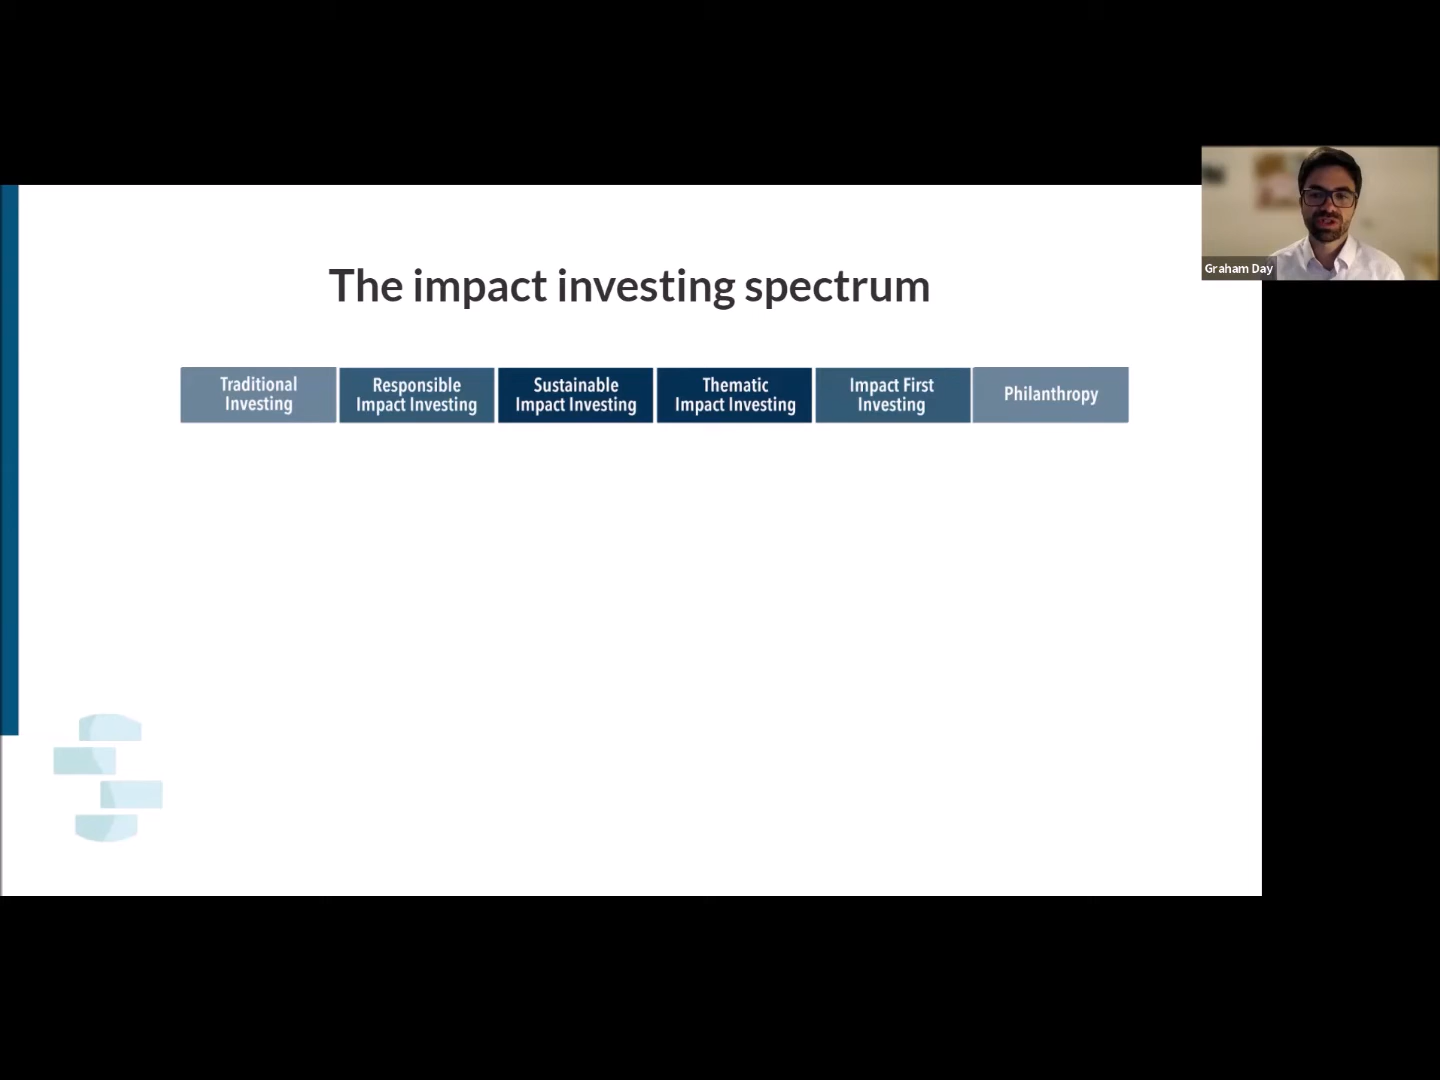 Graham Day
The impact investing spectrum
Traditional
Investing
Responsible
Impact Investing
Sustainable
Impact Investing
Thematic
Impact Investing
Impact First
Investing
Philanthropy